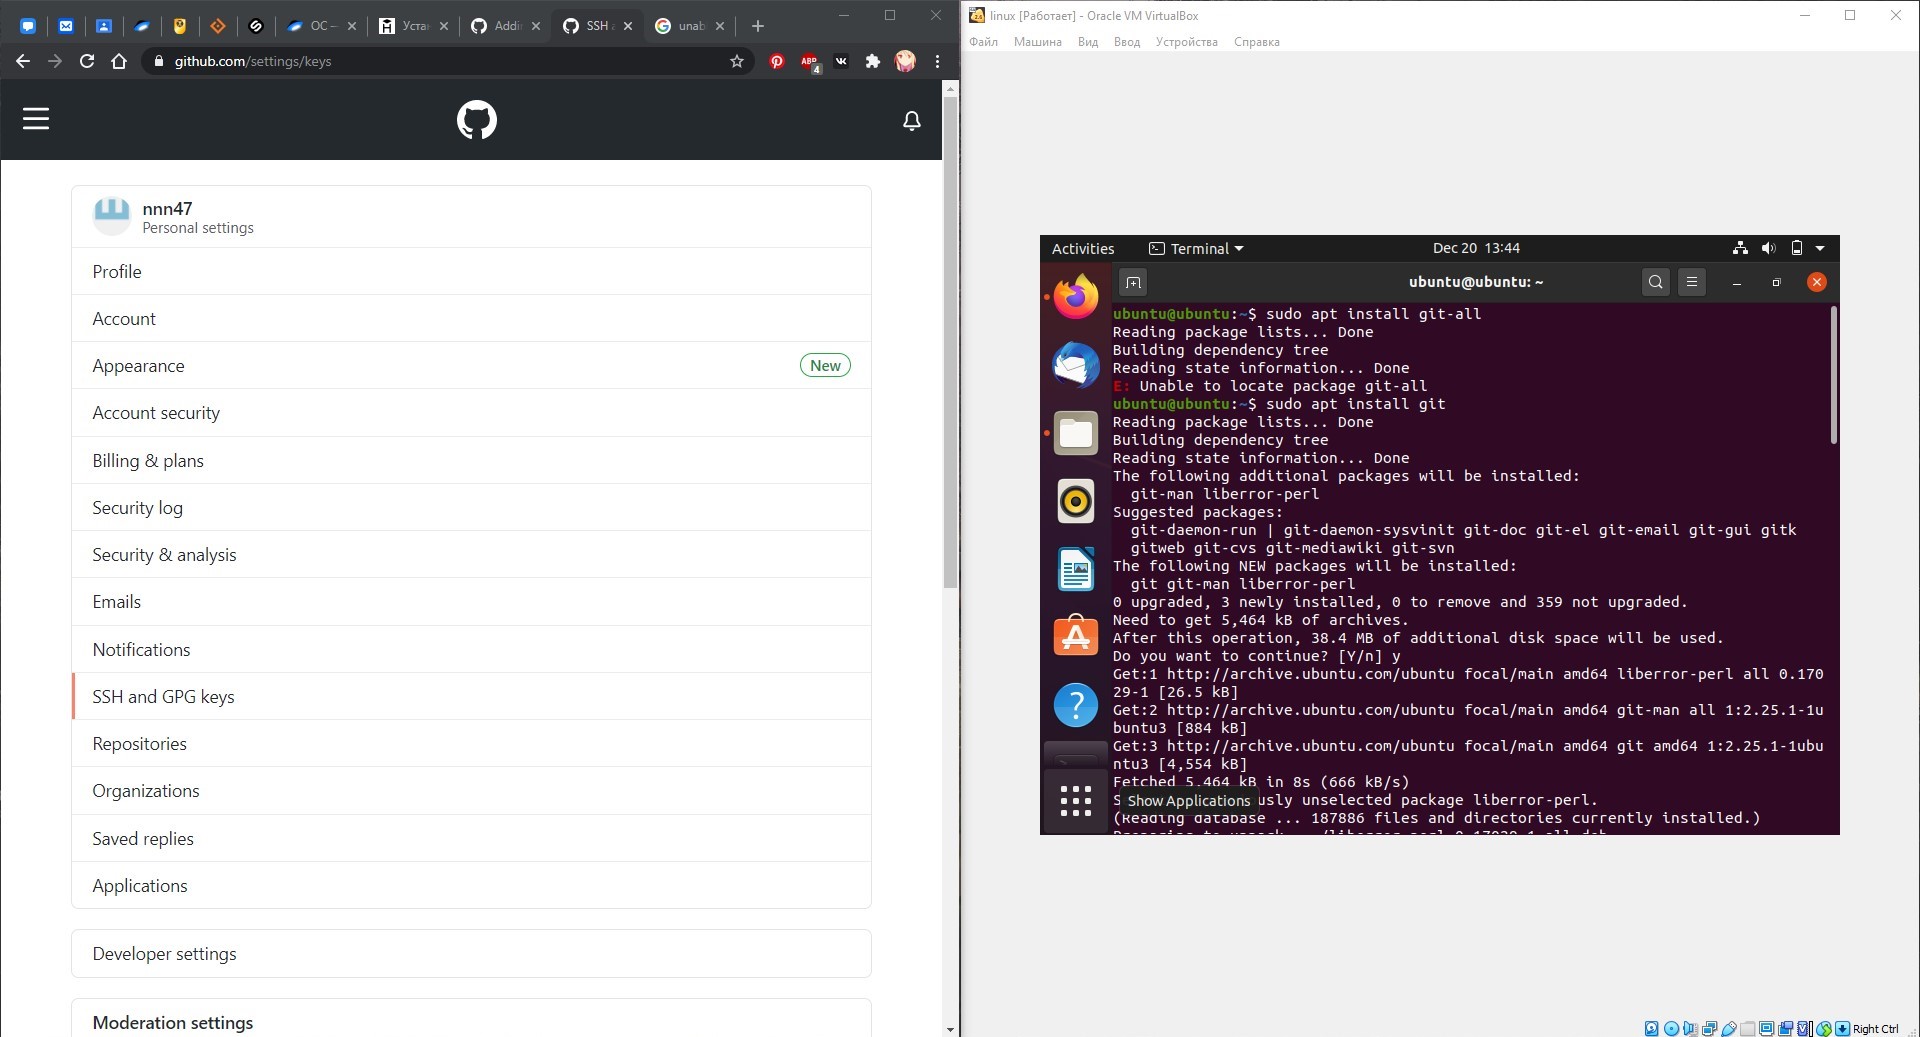 ОС –
Уста
Addi
SSH a
unab
github.com/settings/keys
ABP
4
nnn47
Personal settings
Profile
Account
Appearance
New
Account security
Billing & plans
Security log
Security & analysis
Emails
Notifications
SSH and GPG keys
Repositories
Organizations
Saved replies
Applications
Developer settings
Moderation settings
linux [Работает] - Oracle VM VirtualBox
Файл Машина Вид Ввод Устройства Справка
Activities Terminal Dec 20 13:44
ubuntu@ubuntu: ~
ubuntu@ubuntu:~$ sudo apt install git-all
Reading package lists... Done
Building dependency tree
Reading state information... Done
E: Unable to locate package git-all
ubuntu@ubuntu:~$ sudo apt install git
Reading package lists... Done
Building dependency tree
Reading state information... Done
The following additional packages will be installed:
git-man liberror-perl
Suggested packages:
git-daemon-run | git-daemon-sysvinit git-doc git-el git-email git-gui gitk
gitweb git-cvs git-mediawiki git-svn
The following NEW packages will be installed:
git git-man liberror-perl
0 upgraded, 3 newly installed, 0 to remove and 359 not upgraded.
Need to get 5,464 kB of archives.
After this operation, 38.4 MB of additional disk space will be used.
Do you want to continue? [Y/n] y
Get:1 http://archive.ubuntu.com/ubuntu focal/main amd64 liberror-perl all 0.170
29-1 [26.5 kB]
Get:2 http://archive.ubuntu.com/ubuntu focal/main amd64 git-man all 1:2.25.1-1u
buntu3 [884 kB]
Get:3 http://archive.ubuntu.com/ubuntu focal/main amd64 git amd64 1:2.25.1-1ubu
ntu3 [4,554 kB]
Fetched 5,464 kB in 8s (666 kB/s)
S Show Applications usly unselected package liberror-perl.
(Reading database ... 187886 files and directories currently installed.)
Right Ctrl